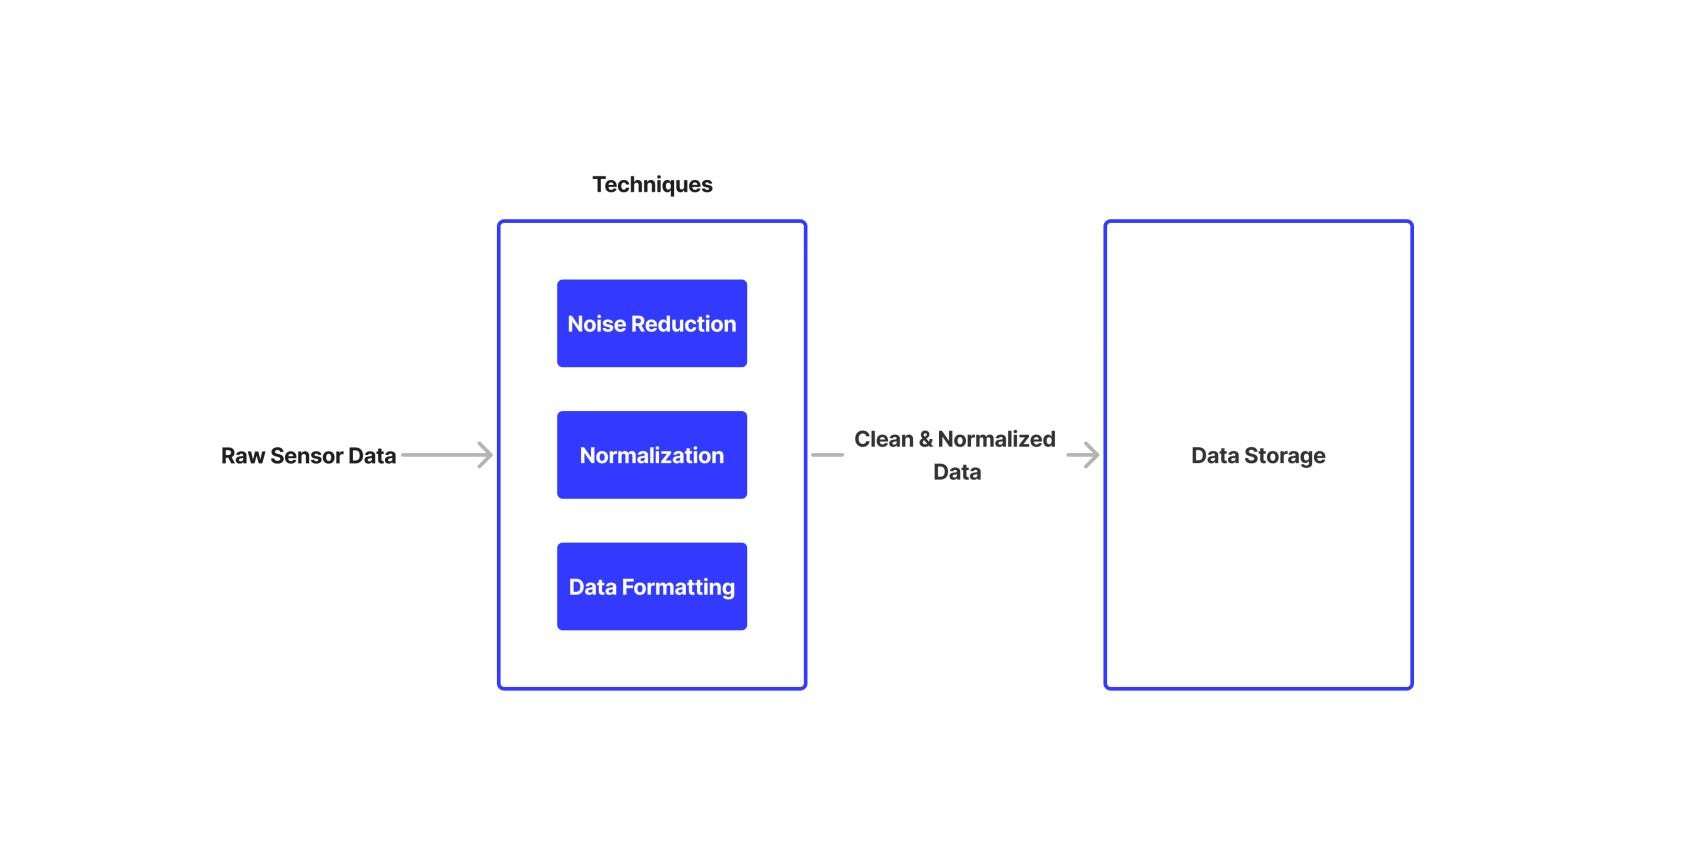 Techniques
Noise Reduction
Raw Sensor Data
Normalization
Clean & Normalized
Data
Data Storage
Data Formatting